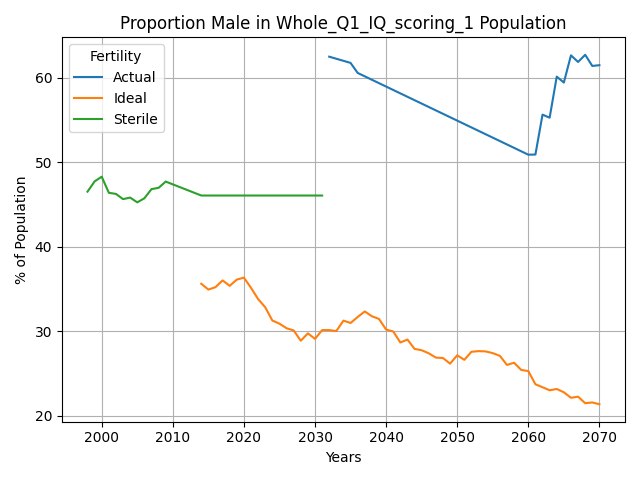 Proportion Male in Whole_Q1_IQ_scoring_1 Population
Fertility
Actual
Ideal
Sterile
% of Population
60
50
40
30
20
2000 2010 2020 2030 2040 2050 2060 2070
Years